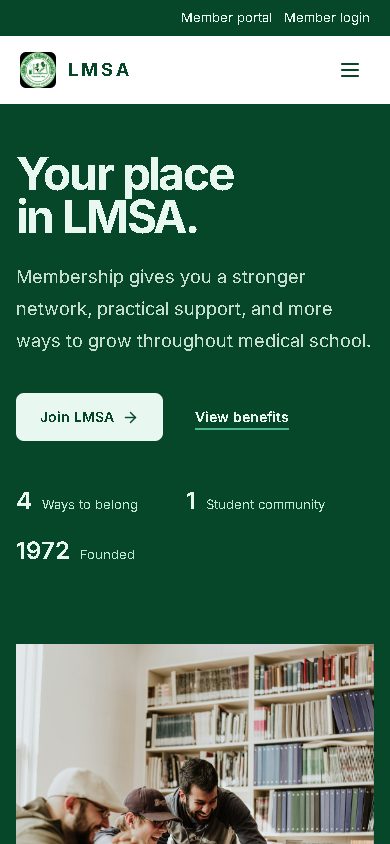 Member portal Member login
LMSA
Your place
in LMSA.
Membership gives you a stronger
network, practical support, and more
ways to grow throughout medical school.
Join LMSA → View benefits
4 Ways to belong 1 Student community
1972 Founded